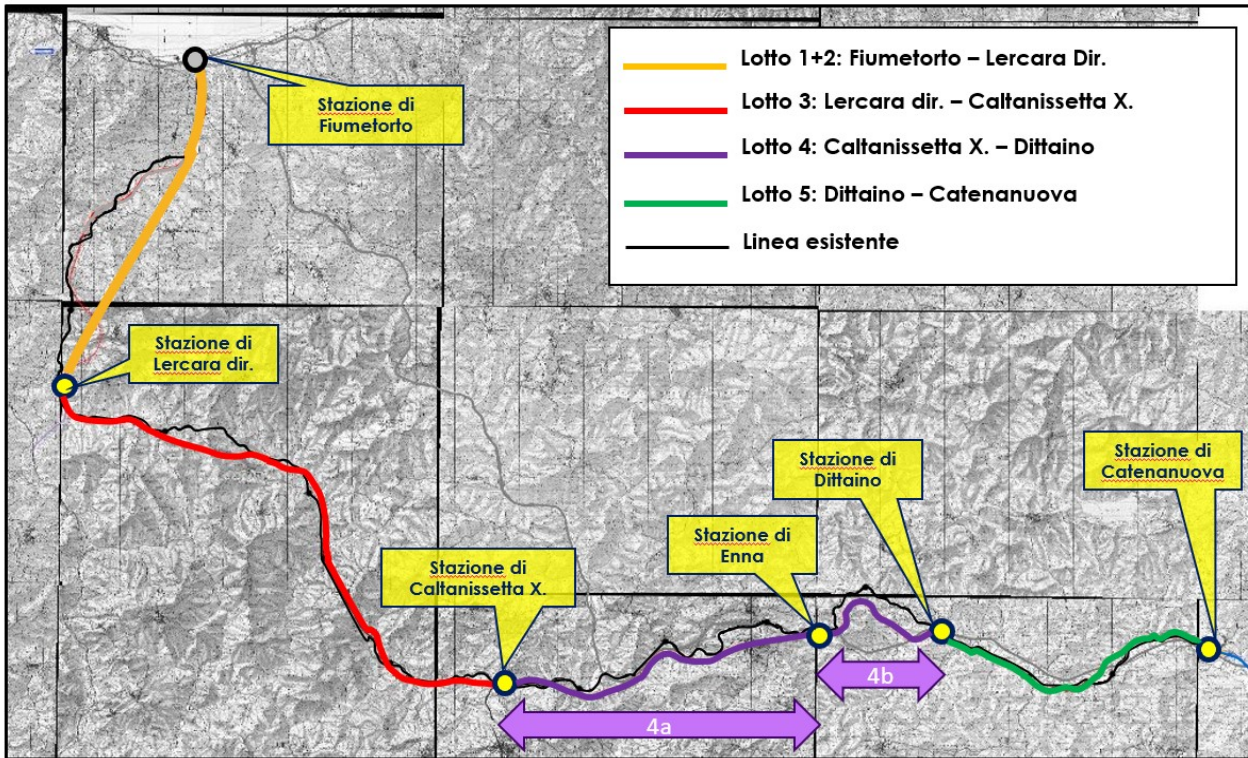 Lotto 1+2: Fiumetorto – Lercara Dir.
Lotto 3: Lercara dir. – Caltanissetta X.
Lotto 4: Caltanissetta X. – Dittaino
Lotto 5: Dittaino – Catenanuova
Linea esistente
Stazione di
Fiumetorto
Stazione di
Lercara dir.
Stazione di
Caltanissetta X.
Stazione di
Enna
Stazione di
Dittaino
Stazione di
Catenanuova
4a
4b